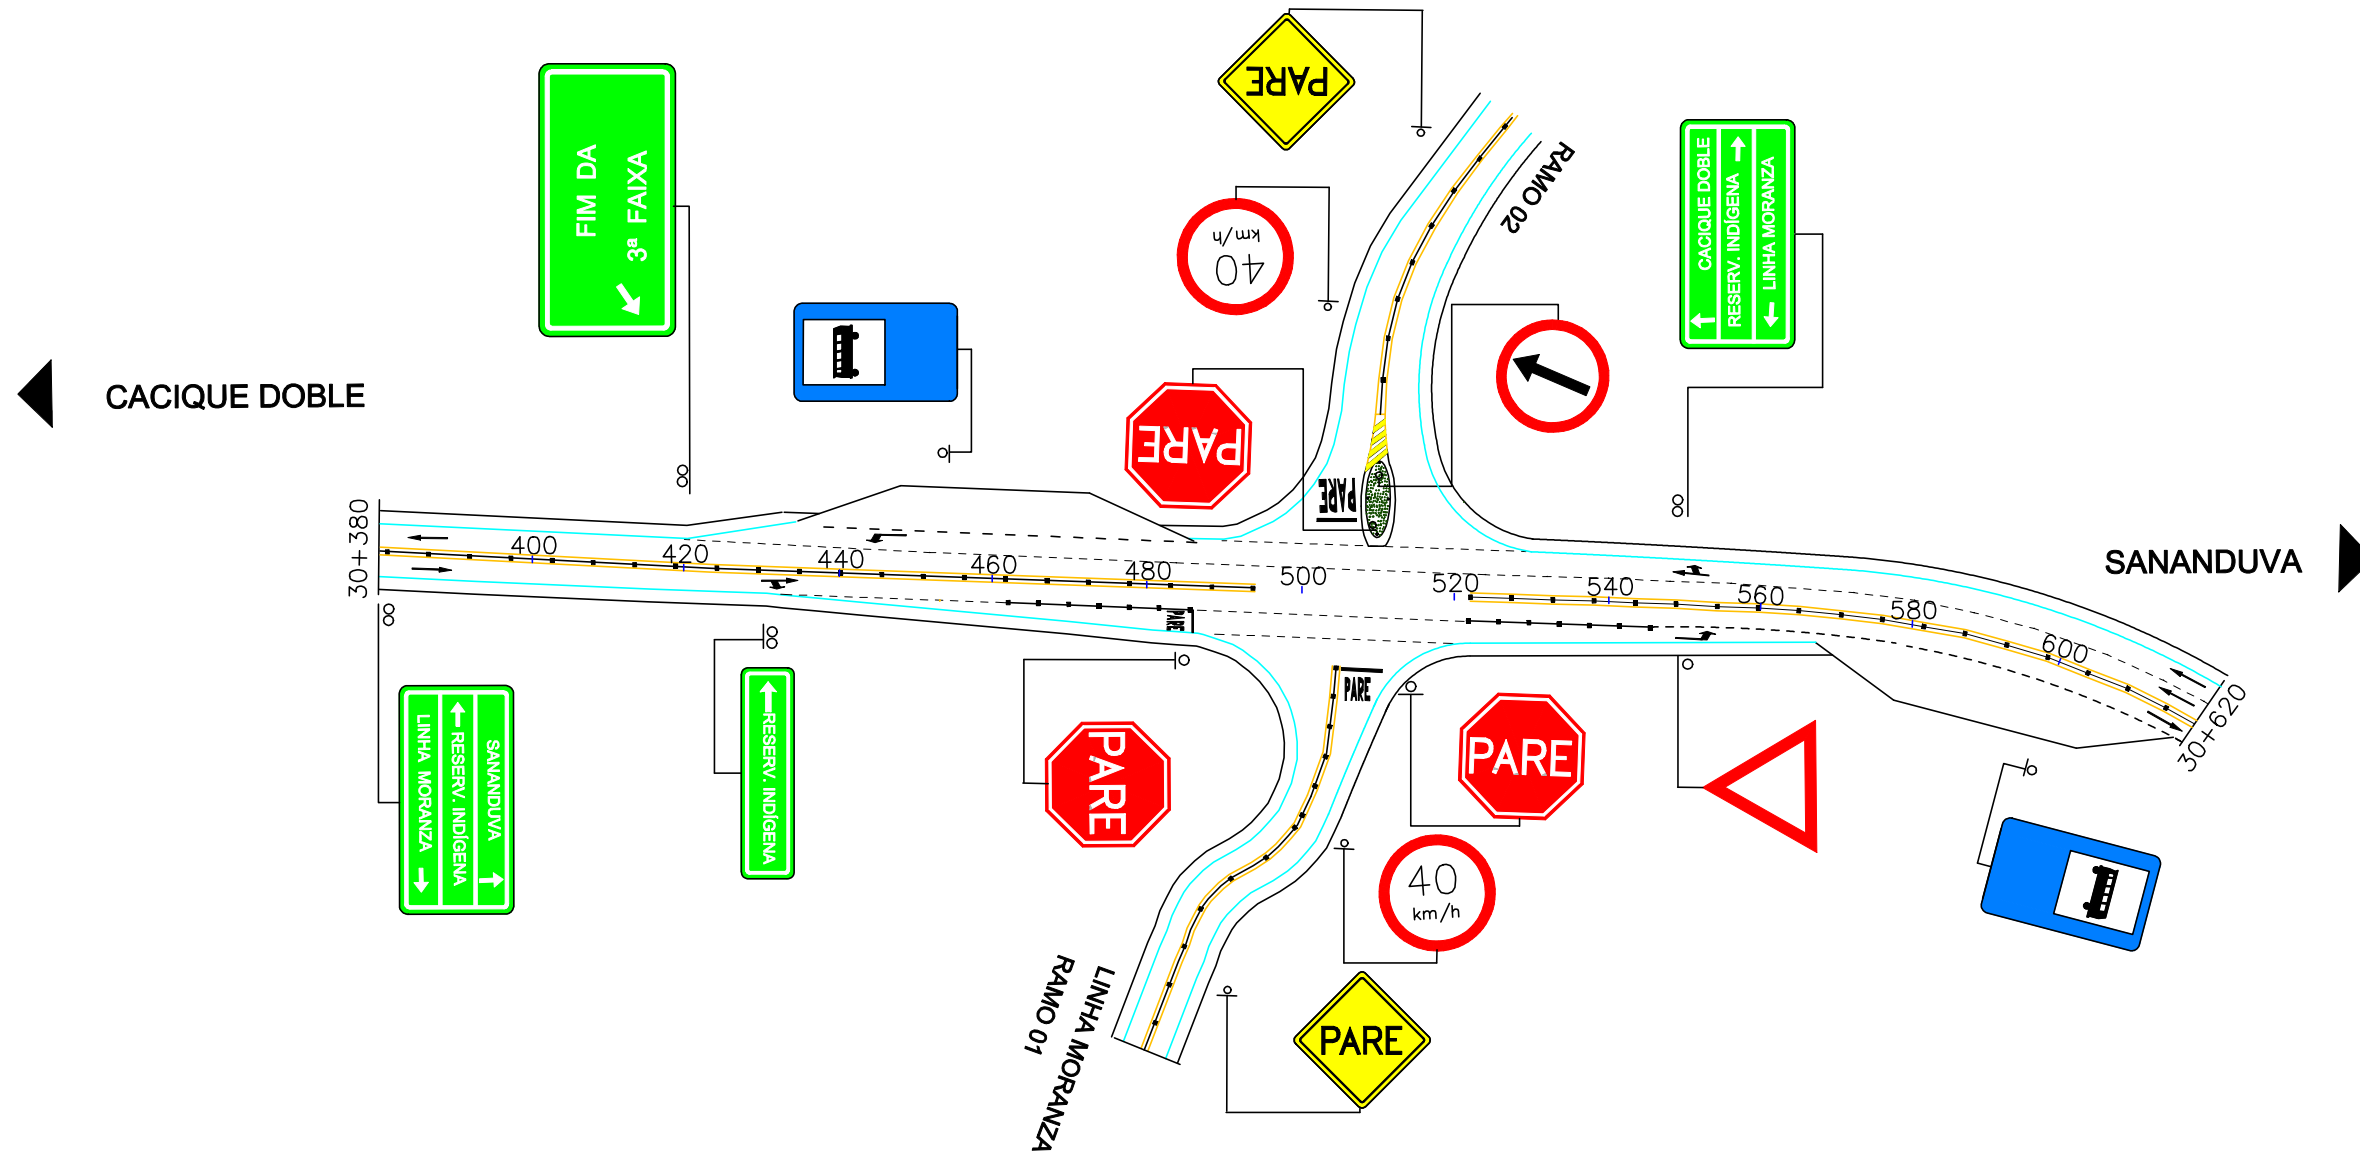 PARE
FIM DA
3ª FAIXA
40
km/h
RAMO 02
CACIQUE DOBLE
RESERV. INDÍGENA
LINHA MORANZA
CACIQUE DOBLE
PARE
PARE
SANANDUVA
30+380
400
420
440
460
480
500
520
540
560
580
600
30+620
PARE
PARE
SANANDUVA
RESERV. INDÍGENA
LINHA MORANZA
RESERV. INDÍGENA
PARE
PARE
40
km/h
LINHA MORANZA
RAMO 01
PARE